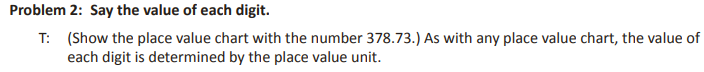 Problem 2:  Say the value of each digit.
T:  (Show the place value chart with the number 378.73.) As with any place value chart, the value of
each digit is determined by the place value unit.